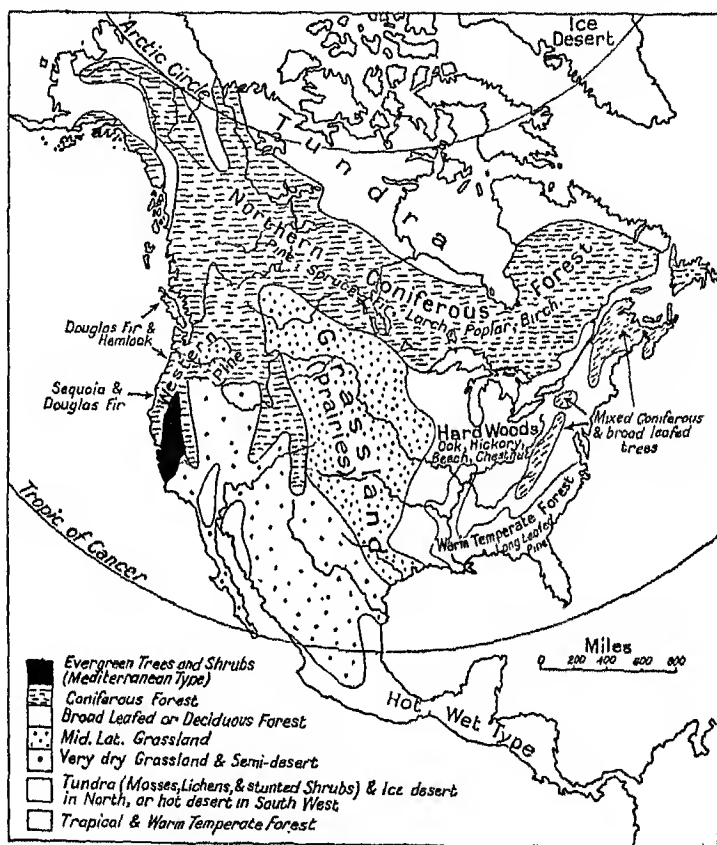 Arctic Circle
Ice
Desert
Tundra
Northern
Coniferous Forest
Pine, Spruce, Fir, Larch, Poplar, Birch.
Douglas Fir &
Hemlock
Western
Pine
Sequoia &
Douglas Fir
Grassland
(Prairies)
Hard Woods
Oak, Hickory,
Beech, Chestnut
Mixed Coniferous
& broad leafed
trees
Warm Temperate Forest
Long Leafed
Pine
Tropic of Cancer
Miles
0 200 400 600 800
Hot Wet Type
Evergreen Trees and Shrubs
(Mediterranean Type)
Coniferous Forest
Broad Leafed or Deciduous Forest
Mid. Lat. Grassland
Very dry Grassland & Semi-desert
Tundra (Mosses, Lichens, & stunted Shrubs) & Ice desert
in North, or hot desert in South West
Trapical & Warm Temperate Forest